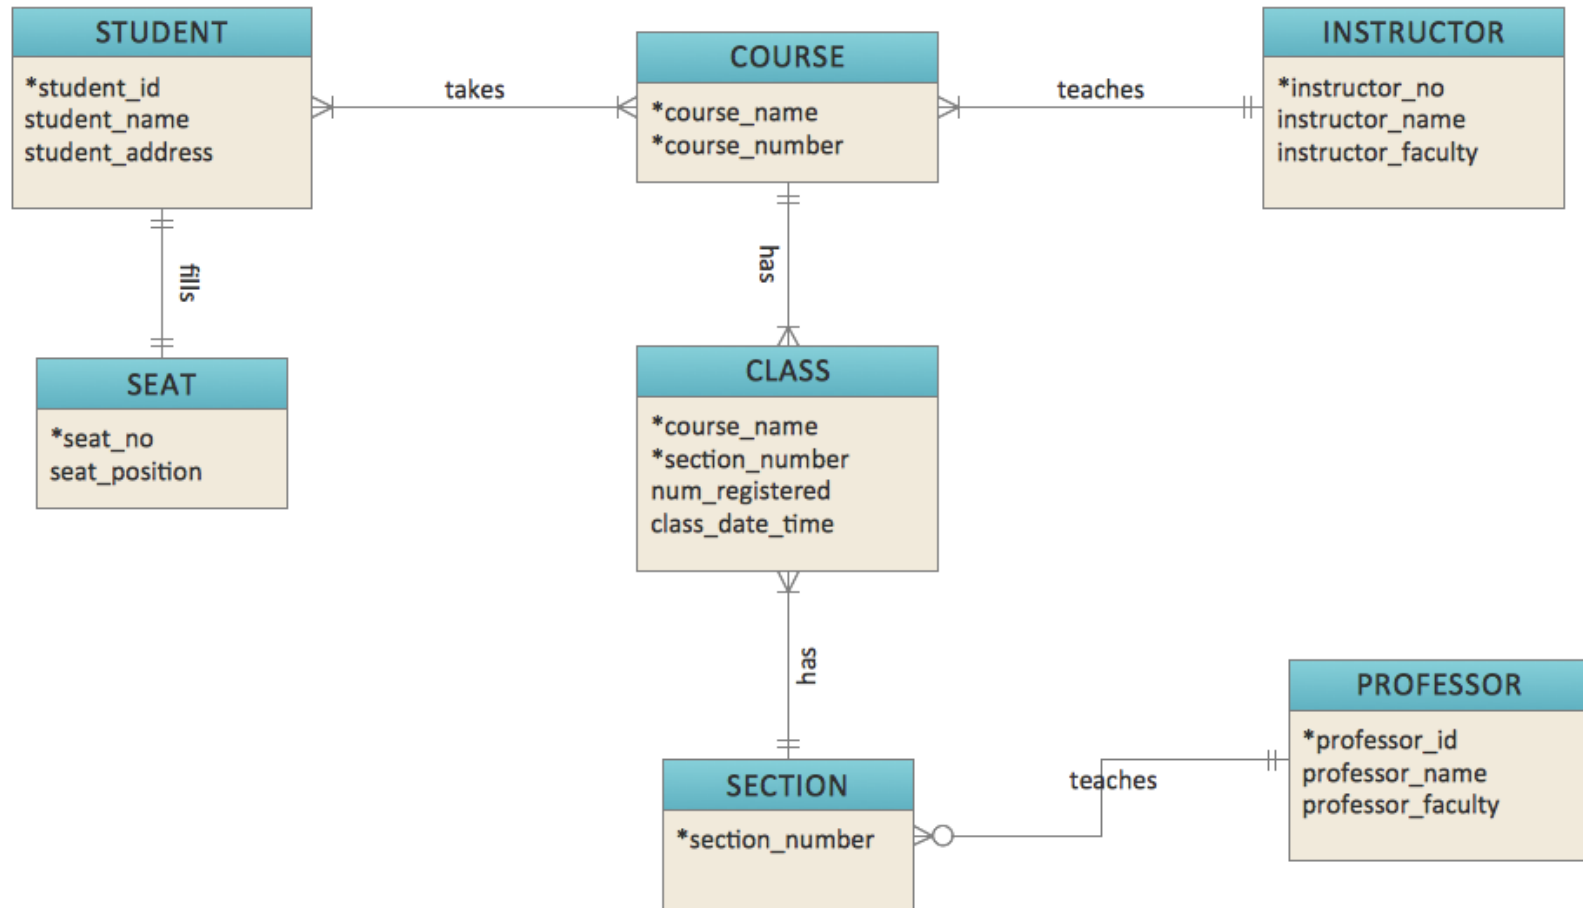 STUDENT
*student_id
student_name
student_address
takes
COURSE
*course_name
*course_number
teaches
INSTRUCTOR
*instructor_no
instructor_name
instructor_faculty
fills
has
SEAT
*seat_no
seat_position
CLASS
*course_name
*section_number
num_registered
class_date_time
has
SECTION
*section_number
teaches
PROFESSOR
*professor_id
professor_name
professor_faculty